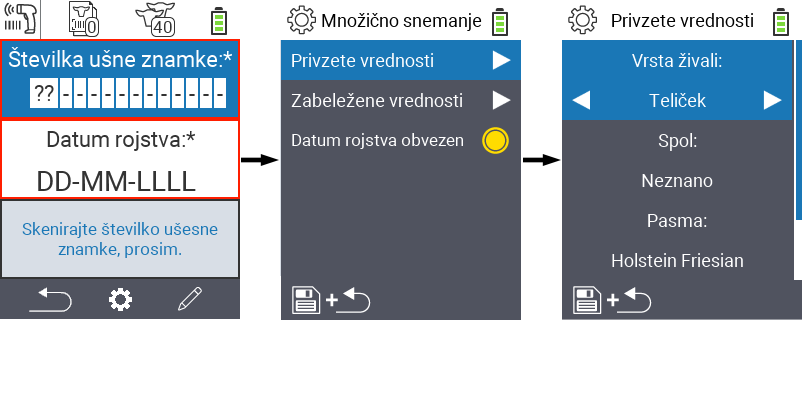 0
40
Številka ušne znamke:*
??-----------
Datum rojstva:*
DD-MM-LLLL
Skenirajte številko ušesne
znamke, prosim.
Množično snemanje
Privzete vrednosti
Zabeležene vrednosti
Datum rojstva obvezen
+
Privzete vrednosti
Vrsta živali:
Teliček
Spol:
Neznano
Pasma:
Holstein Friesian
+